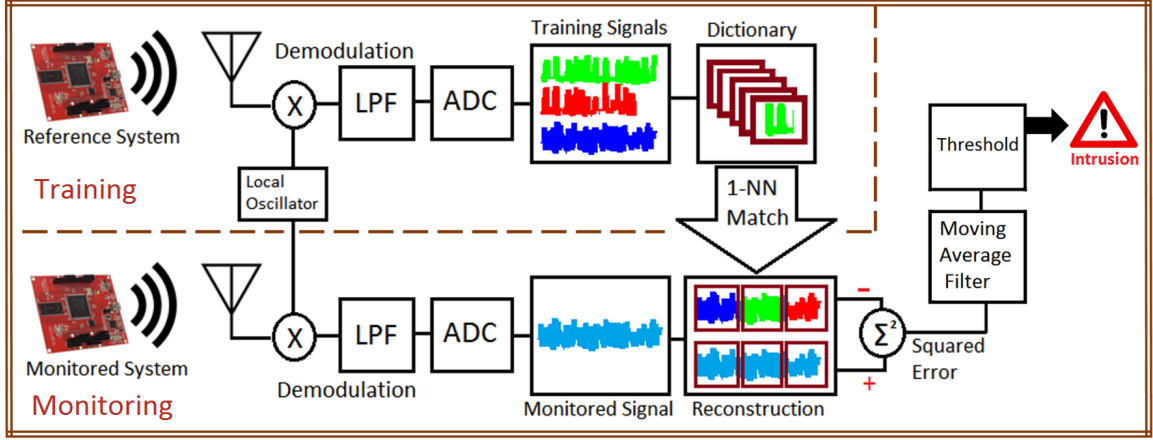 Reference System
Demodulation
X
LPF
ADC
Training Signals
Dictionary
Training
Local
Oscillator
1-NN
Match
Threshold
!
Intrusion
Moving
Average
Filter
Monitored System
X
Demodulation
LPF
ADC
Monitored Signal
Reconstruction
−
Σ²
+
Squared
Error
Monitoring